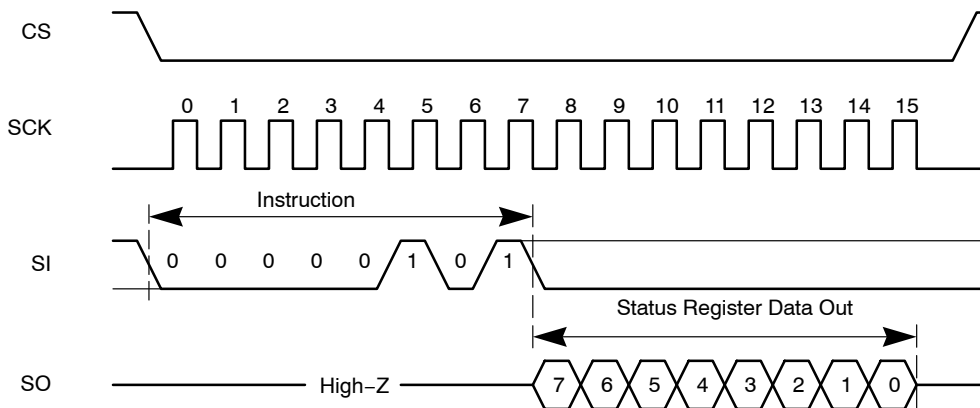 CS
0 1 2 3 4 5 6 7 8 9 10 11 12 13 14 15
SCK
Instruction
SI
0 0 0 0 0 1 0 1
Status Register Data Out
SO
High−Z
7 6 5 4 3 2 1 0